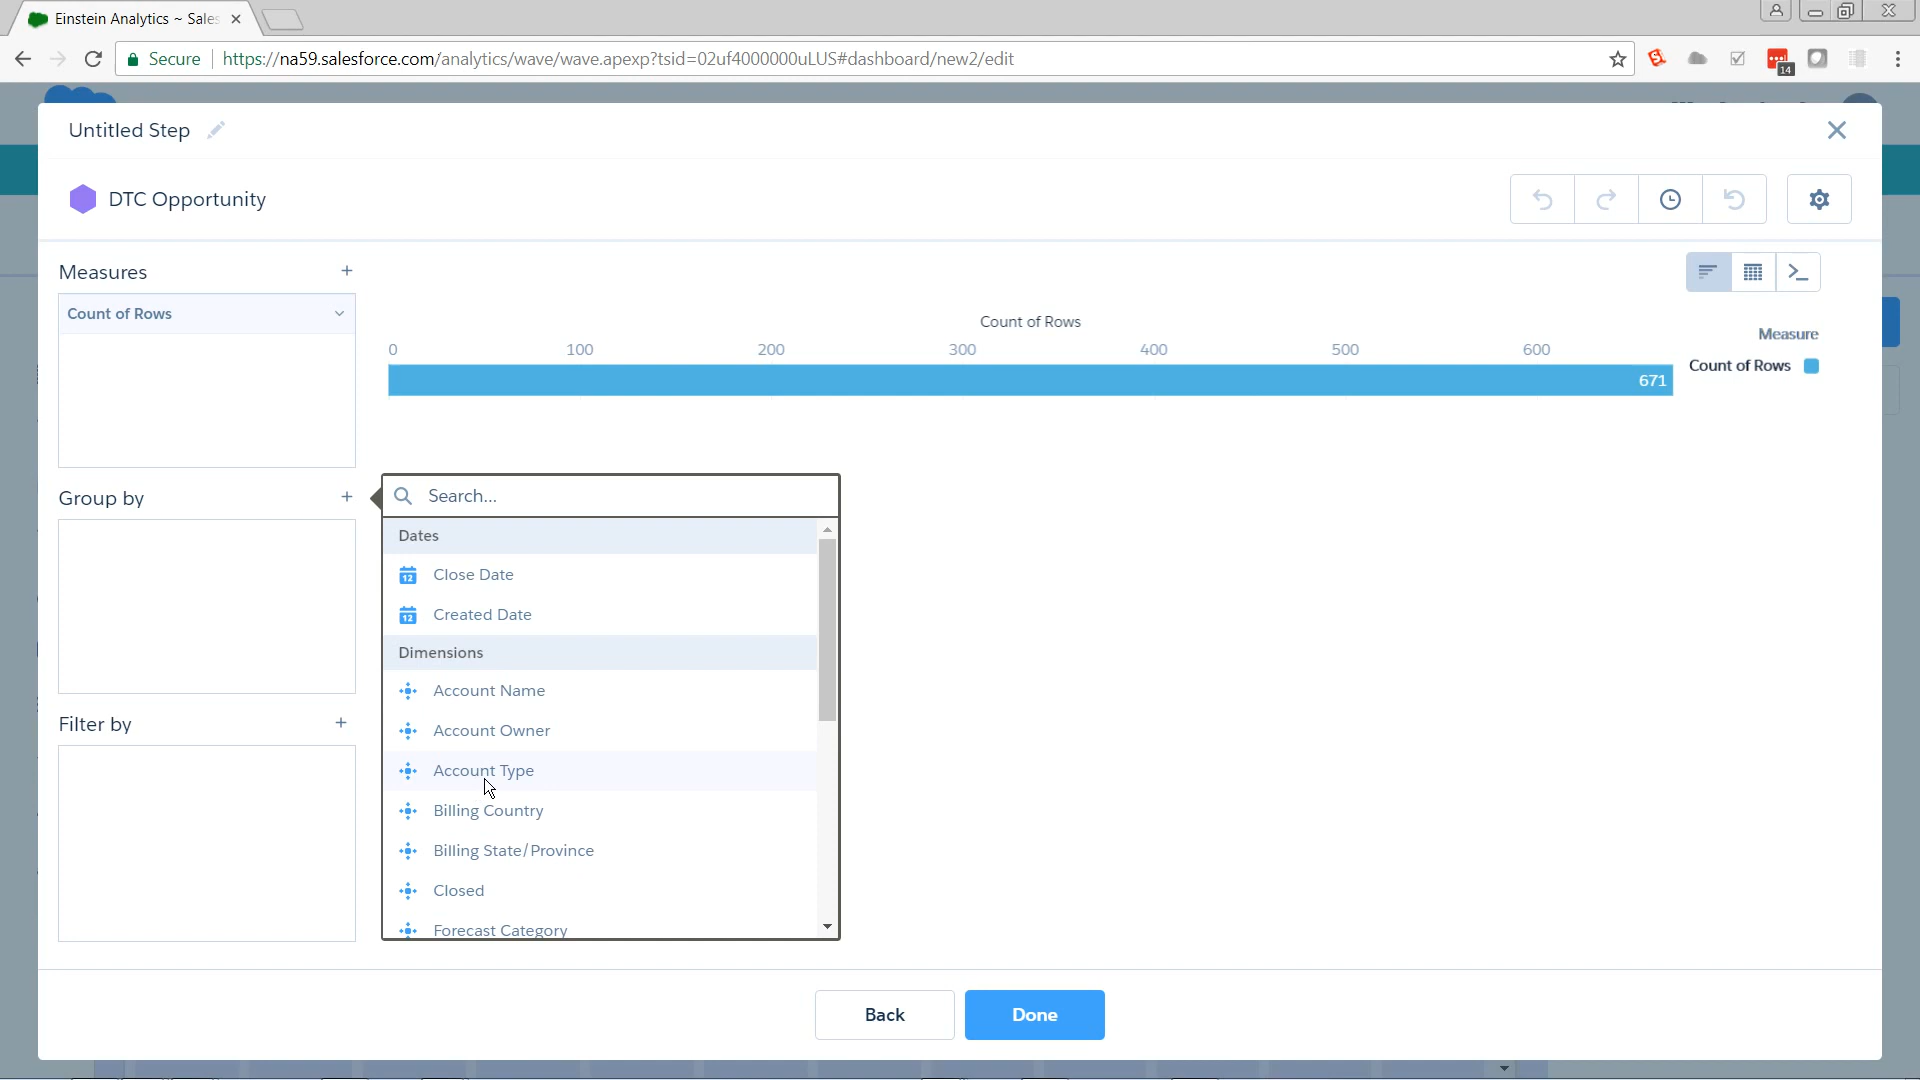 Einstein Analytics ~ Sales
Secure
https://na59.salesforce.com/analytics/wave/wave.apexp?tsid=02uf4000000uLUS#dashboard/new2/edit
14
Untitled Step
DTC Opportunity
Measures +
Count of Rows
Count of Rows
0 100 200 300 400 500 600
671
Measure
Count of Rows
Group by +
Search...
Dates
12 Close Date
12 Created Date
Dimensions
Account Name
Account Owner
Account Type
Billing Country
Billing State/Province
Closed
Forecast Category
Filter by +
Back
Done